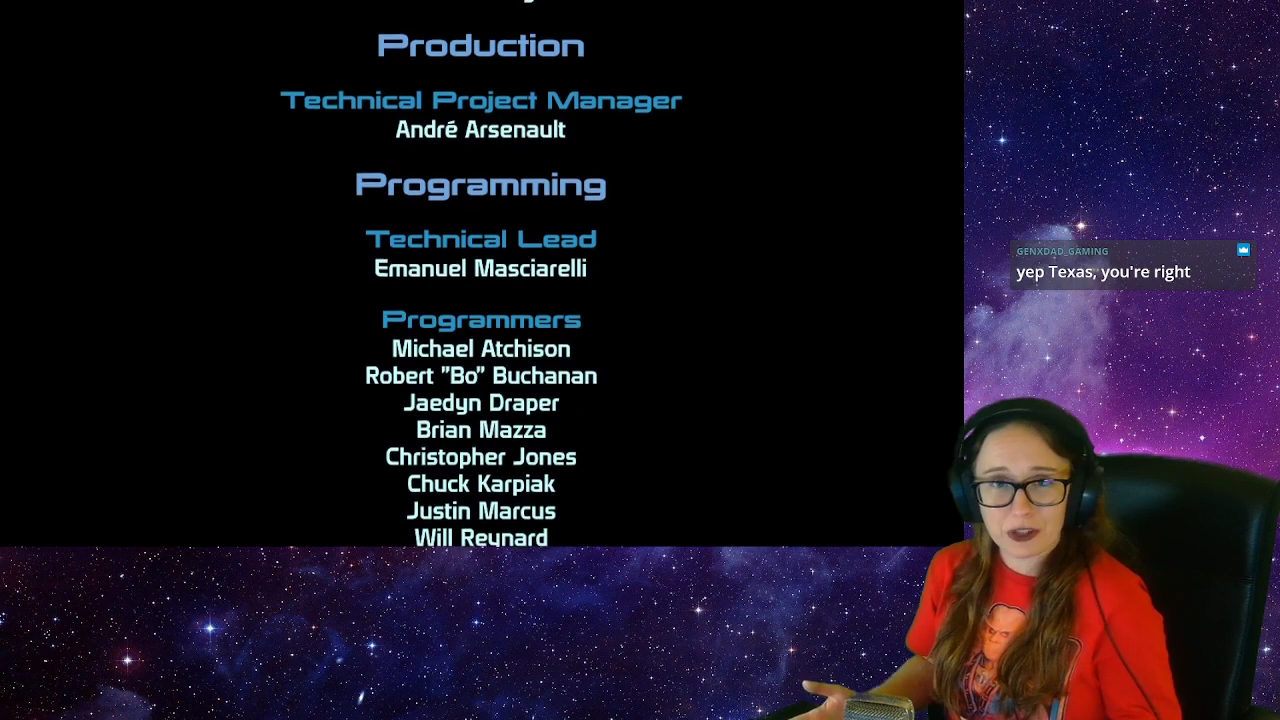 Production
Technical Project Manager
André Arsenault
Programming
Technical Lead
Emanuel Masciarelli
Programmers
Michael Atchison
Robert "Bo" Buchanan
Jaedyn Draper
Brian Mazza
Christopher Jones
Chuck Karpiak
Justin Marcus
Will Reynard
GENXDAD_GAMING
yep Texas, you're right